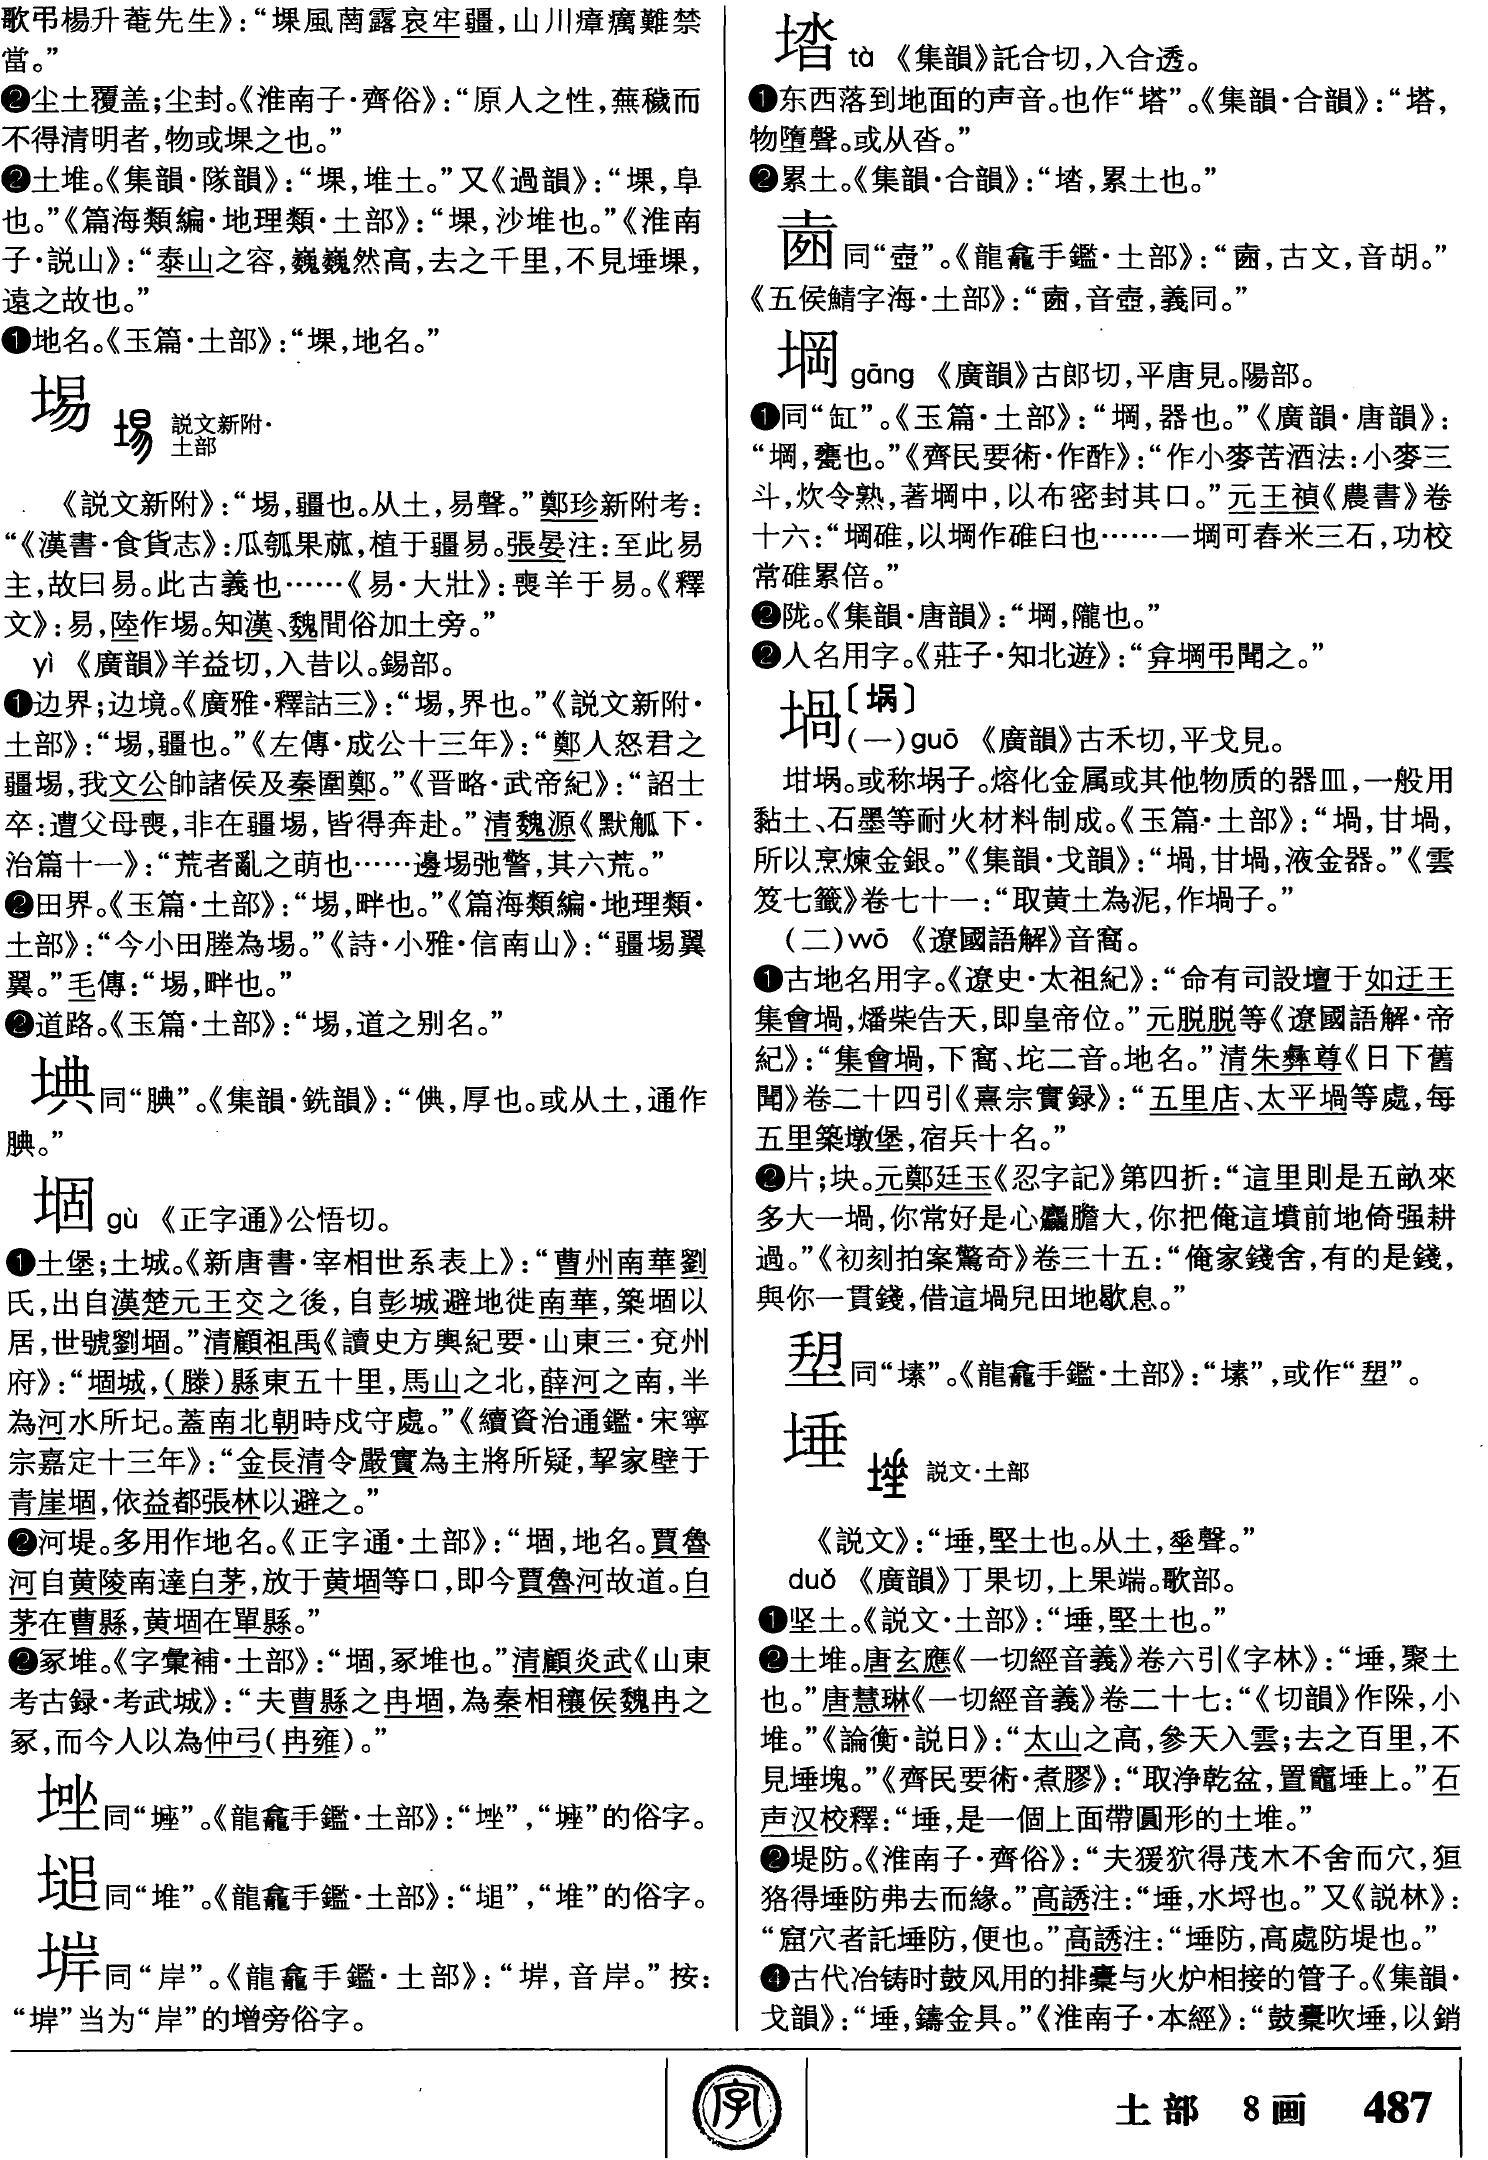 歌弔楊升菴先生》：“堁風䓕露哀牢疆，山川瘴癘難禁
當。”
❷尘土覆盖；尘封。《淮南子·齊俗》：“原人之性，蕪穢而
不得清明者，物或堁之也。”
❷土堆。《集韻·隊韻》：“堁，堆土。”又《過韻》：“堁，阜
也。”《篇海類編·地理類·土部》：“堁，沙堆也。”《淮南
子·説山》：“泰山之容，巍巍然高，去之千里，不見埵堁，
遠之故也。”
❶地名。《玉篇·土部》：“堁，地名。”
埸 説文新附·
土部
《説文新附》：“埸，疆也。从土，易聲。”鄭珍新附考：
“《漢書·食貨志》：瓜瓠果蓏，植于疆易。張晏注：至此易
主，故曰易。此古義也……《易·大壯》：喪羊于易。《釋
文》：易，陸作埸。知漢、魏間俗加土旁。”
yì 《廣韻》羊益切，入昔以。錫部。
❶边界；边境。《廣雅·釋詁三》：“埸，界也。”《説文新附·
土部》：“埸，疆也。”《左傳·成公十三年》：“鄭人怒君之
疆埸，我文公帥諸侯及秦圍鄭。”《晋略·武帝紀》：“詔士
卒：遭父母喪，非在疆埸，皆得奔赴。”清魏源《默觚下·
治篇十一》：“荒者亂之萌也……邊埸弛警，其六荒。”
❷田界。《玉篇·土部》：“埸，畔也。”《篇海類編·地理類·
土部》：“今小田塍為埸。”《詩·小雅·信南山》：“疆埸翼
翼。”毛傳：“埸，畔也。”
❷道路。《玉篇·土部》：“埸，道之别名。”
㙉同“腆”。《集韻·銑韻》：“㑣，厚也。或从土，通作
腆。”
堌 gù 《正字通》公悟切。
❶土堡；土城。《新唐書·宰相世系表上》：“曹州南華劉
氏，出自漢楚元王交之後，自彭城避地徙南華，築堌以
居，世號劉堌。”清顧祖禹《讀史方輿紀要·山東三·兗州
府》：“堌城，（滕）縣東五十里，馬山之北，薛河之南，半
為河水所圮。蓋南北朝時戍守處。”《續資治通鑑·宋寧
宗嘉定十三年》：“金長清令嚴實為主將所疑，挈家壁于
青崖堌，依益都張林以避之。”
❷河堤。多用作地名。《正字通·土部》：“堌，地名。賈魯
河自黄陵南達白茅，放于黄堌等口，即今賈魯河故道。白
茅在曹縣，黄堌在單縣。”
❷冢堆。《字彙補·土部》：“堌，冢堆也。”清顧炎武《山東
考古録·考武城》：“夫曹縣之冉堌，為秦相穰侯魏冉之
冢，而今人以為仲弓（冉雍）。”
同“㙈”。《龍龕手鑑·土部》：“”，“”的俗字。
塠同“堆”。《龍龕手鑑·土部》：“塠”，“堆”的俗字。
垾同“岸”。《龍龕手鑑·土部》：“，音岸。”按：
“”当为“岸”的增旁俗字。
㙮 tà 《集韻》託合切，入合透。
❶东西落到地面的声音。也作“塔”。《集韻·合韻》：“塔，
物墮聲。或从沓。”
❷累土。《集韻·合韻》：“㙮，累土也。”
同“壺”。《龍龕手鑑·土部》：“，古文，音胡。”
《五侯鯖字海·土部》：“，音壺，義同。”
堈 gāng 《廣韻》古郎切，平唐見。陽部。
❶同“缸”。《玉篇·土部》：“堈，器也。”《廣韻·唐韻》：
“堈，甕也。”《齊民要術·作酢》：“作小麥苦酒法：小麥三
斗，炊令熟，著堈中，以布密封其口。”元王禎《農書》卷
十六：“堈碓，以堈作碓臼也……一堈可舂米三石，功校
常碓累倍。”
❷陇。《集韻·唐韻》：“堈，隴也。”
❷人名用字。《莊子·知北遊》：“弇堈弔聞之。”
堝〔埚〕
（一）guō 《廣韻》古禾切，平戈見。
坩埚。或称埚子。熔化金属或其他物质的器皿，一般用
黏土、石墨等耐火材料制成。《玉篇·土部》：“堝，甘堝，
所以烹煉金銀。”《集韻·戈韻》：“堝，甘堝，液金器。”《雲
笈七籤》卷七十一：“取黄土為泥，作堝子。”
（二）wō 《遼國語解》音窩。
❶古地名用字。《遼史·太祖紀》：“命有司設壇于如迂王
集會堝，燔柴告天，即皇帝位。”元脱脱等《遼國語解·帝
紀》：“集會堝，下窩、坨二音。地名。”清朱彝尊《日下舊
聞》卷二十四引《熹宗實録》：“五里店、太平堝等處，每
五里築墩堡，宿兵十名。”
❷片；块。元鄭廷玉《忍字記》第四折：“這里則是五畝來
多大一堝，你常好是心麤膽大，你把俺這墳前地倚强耕
過。”《初刻拍案驚奇》卷三十五：“俺家錢舍，有的是錢，
與你一貫錢，借這堝兒田地歇息。”
同“塐”。《龍龕手鑑·土部》：“塐”，或作“”。
埵 説文·土部
《説文》：“埵，堅土也。从土，𠂹聲。”
duǒ 《廣韻》丁果切，上果端。歌部。
❶坚土。《説文·土部》：“埵，堅土也。”
❷土堆。唐玄應《一切經音義》卷六引《字林》：“埵，聚土
也。”唐慧琳《一切經音義》卷二十七：“《切韻》作陊，小
堆。”《論衡·説日》：“太山之高，參天入雲；去之百里，不
見埵塊。”《齊民要術·煮膠》：“取浄乾盆，置竈埵上。”石
声汉校釋：“埵，是一個上面帶圓形的土堆。”
❷堤防。《淮南子·齊俗》：“夫猨狖得茂木不舍而穴，狟
狢得埵防弗去而緣。”高誘注：“埵，水埒也。”又《説林》：
“窟穴者託埵防，便也。”高誘注：“埵防，高處防堤也。”
❹古代冶铸时鼓风用的排橐与火炉相接的管子。《集韻·
戈韻》：“埵，鑄金具。”《淮南子·本經》：“鼓橐吹埵，以銷
字
土部 8画 487